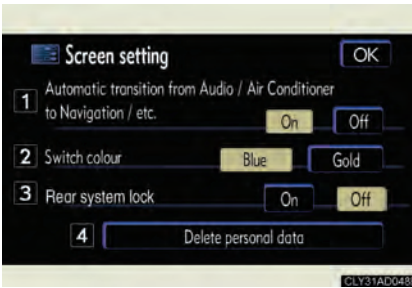 Screen setting OK
1 Automatic transition from Audio / Air Conditioner
to Navigation / etc. On Off
2 Switch colour Blue Gold
3 Rear system lock On Off
4 Delete personal data
CLY31AD048